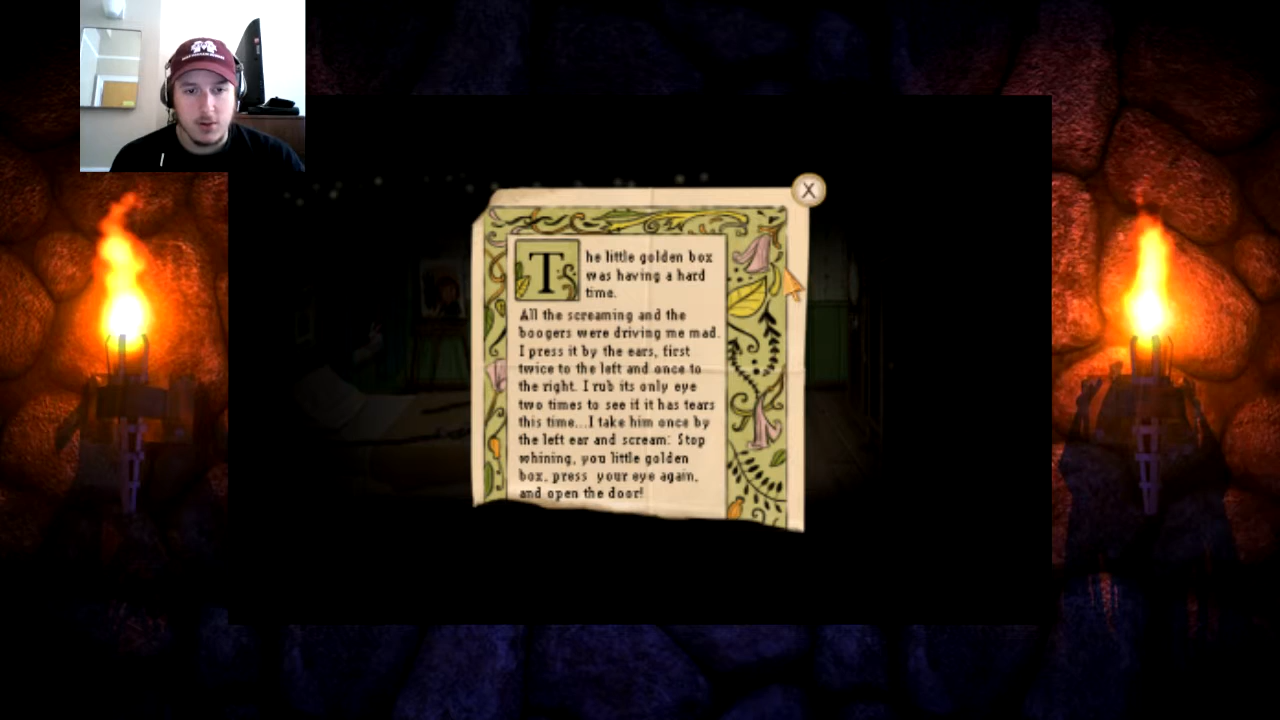 The little golden box
was having a hard
time.
All the screaming and the
boogers were driving me mad.
I press it by the ears, first
twice to the left and once to
the right. I rub its only eye
two times to see if it has tears
this time...I take him once by
the left ear and scream: Stop
whining, you little golden
box, press your eye again,
and open the door!
X